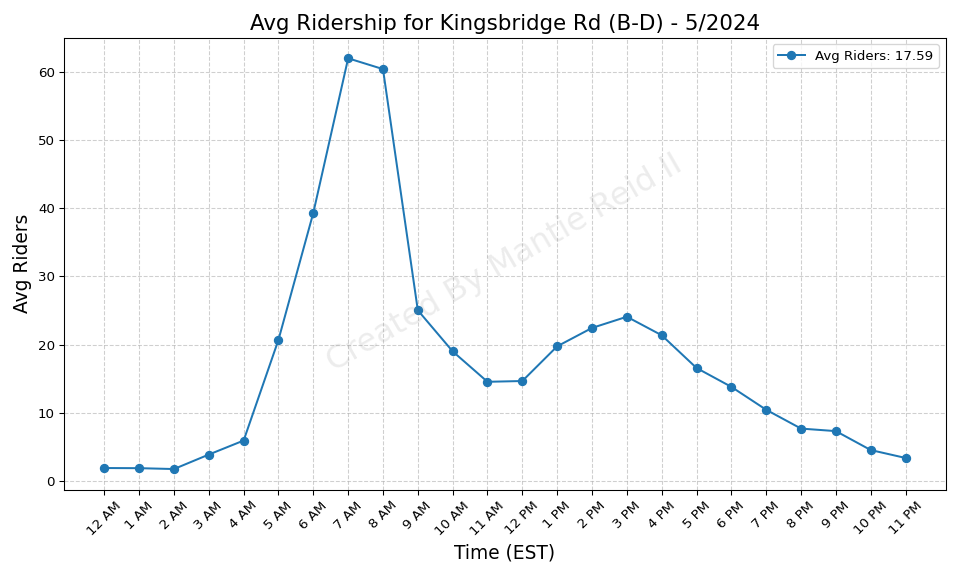 Avg Ridership for Kingsbridge Rd (B-D) - 5/2024
Avg Riders: 17.59
60
50
40
30
20
10
0
Avg Riders
Created By Mantie Reid II
12 AM
1 AM
2 AM
3 AM
4 AM
5 AM
6 AM
7 AM
8 AM
9 AM
10 AM
11 AM
12 PM
1 PM
2 PM
3 PM
4 PM
5 PM
6 PM
7 PM
8 PM
9 PM
10 PM
11 PM
Time (EST)